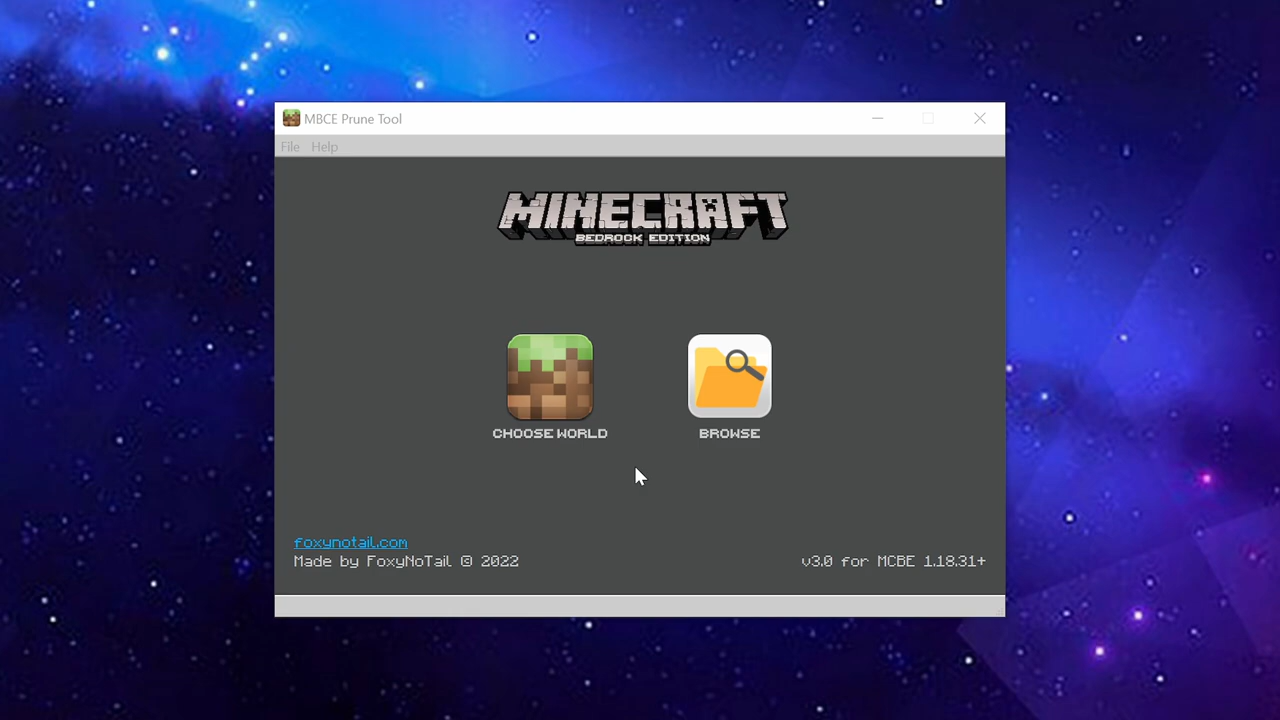 MBCE Prune Tool
File Help
MINECRAFT
BEDROCK EDITION
CHOOSE WORLD
BROWSE
foxynotail.com
Made by FoxyNoTail © 2022
v3.0 for MCBE 1.18.31+